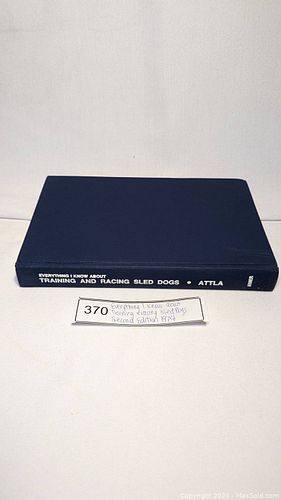 EVERYTHING I KNOW ABOUT
TRAINING AND RACING SLED DOGS • ATTLA
370
Everything I know about
Training & Racing Sled Dogs
Second Edition 1974
Copyright 2024 - MaxSold.com